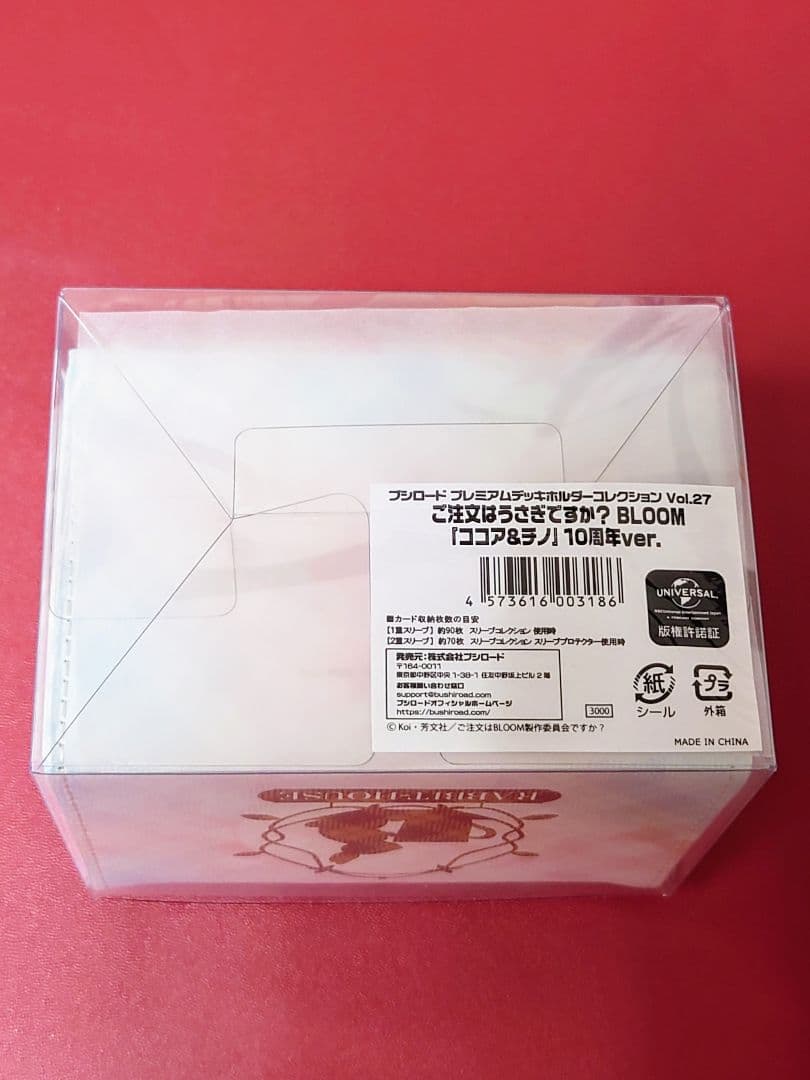 ブシロード プレミアムデッキホルダーコレクション Vol.27
ご注文はうさぎですか? BLOOM
『ココア&チノ』10周年ver.
4 573616 003186
■カード収納枚数の目安
【1重スリーブ】約90枚 スリーブコレクション 使用時
【2重スリーブ】約70枚 スリーブコレクション スリーブプロテクター使用時
発売元:株式会社ブシロード
〒164-0011
東京都中野区中央 1-38-1 住友中野坂上ビル 2 階
お客様問い合わせ窓口
support@bushiroad.com
ブシロードオフィシャルホームページ
https://bushiroad.com/
3000
©Koi・芳文社/ご注文はBLOOM製作委員会ですか?
UNIVERSAL
版権許諾証
紙
シール
プラ
外箱
MADE IN CHINA
RABBIT HOUSE